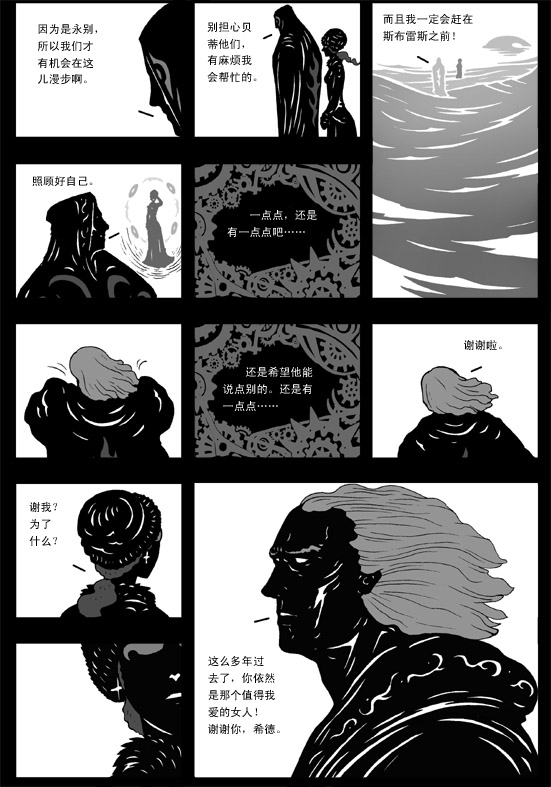 因为是永别，
所以我们才
有机会在这
儿漫步啊。
别担心贝
蒂他们，
有麻烦我
会帮忙的。
而且我一定会赶在
斯布雷斯之前！
照顾好自己。
一点点，还是
有一点点吧……
还是希望他能
说点别的。还是有
一点点……
谢谢啦。
谢我？
为了
什么？
这么多年过
去了，你依然
是那个值得我
爱的女人！
谢谢你，希德。